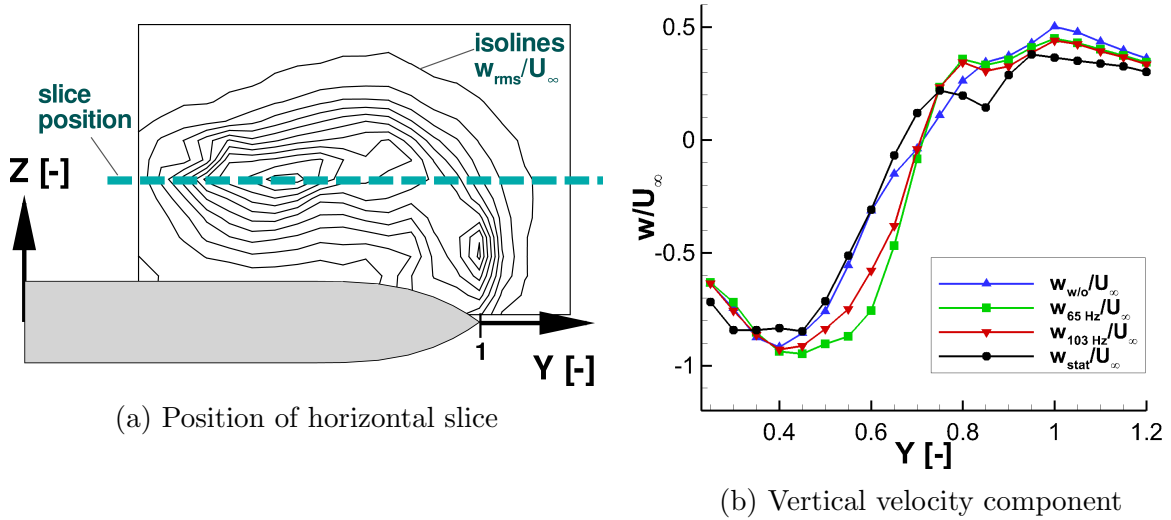 isolines
w_rms/U_∞
slice
position
Z [-]
1
Y [-]
(a) Position of horizontal slice
w/U_∞
0.5
0
-0.5
-1
0.4
0.6
0.8
1
1.2
Y [-]
w_w/o/U_∞
w_65 Hz/U_∞
w_103 Hz/U_∞
w_stat/U_∞
(b) Vertical velocity component